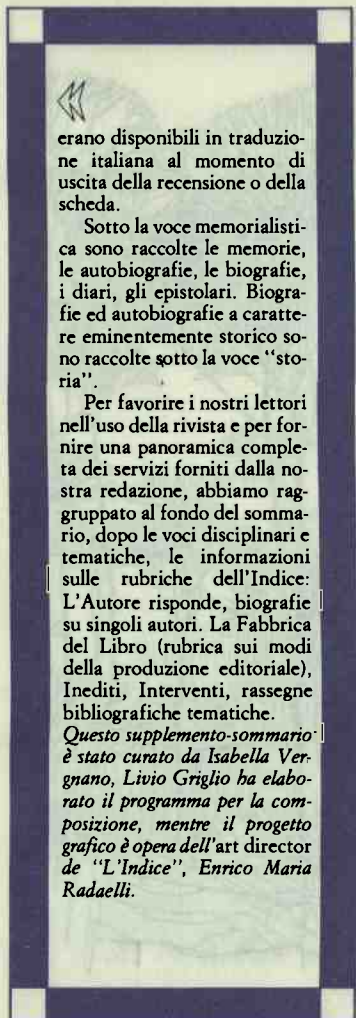 erano disponibili in traduzio-
ne italiana al momento di
uscita della recensione o della
scheda.
Sotto la voce memorialisti-
ca sono raccolte le memorie,
le autobiografie, le biografie,
i diari, gli epistolari. Biogra-
fie ed autobiografie a caratte-
re eminentemente storico so-
no raccolte sotto la voce "sto-
ria".
Per favorire i nostri lettori
nell'uso della rivista e per for-
nire una panoramica comple-
ta dei servizi forniti dalla no-
stra redazione, abbiamo rag-
gruppato al fondo del somma-
rio, dopo le voci disciplinari e
tematiche, le informazioni
sulle rubriche dell'Indice:
L'Autore risponde, biografie
su singoli autori. La Fabbrica
del Libro (rubrica sui modi
della produzione editoriale),
Inediti, Interventi, rassegne
bibliografiche tematiche.
Questo supplemento-sommario
è stato curato da Isabella Ver-
gnano, Livio Griglio ha elabo-
rato il programma per la com-
posizione, mentre il progetto
grafico è opera dell'art director
de "L'Indice", Enrico Maria
Radaelli.